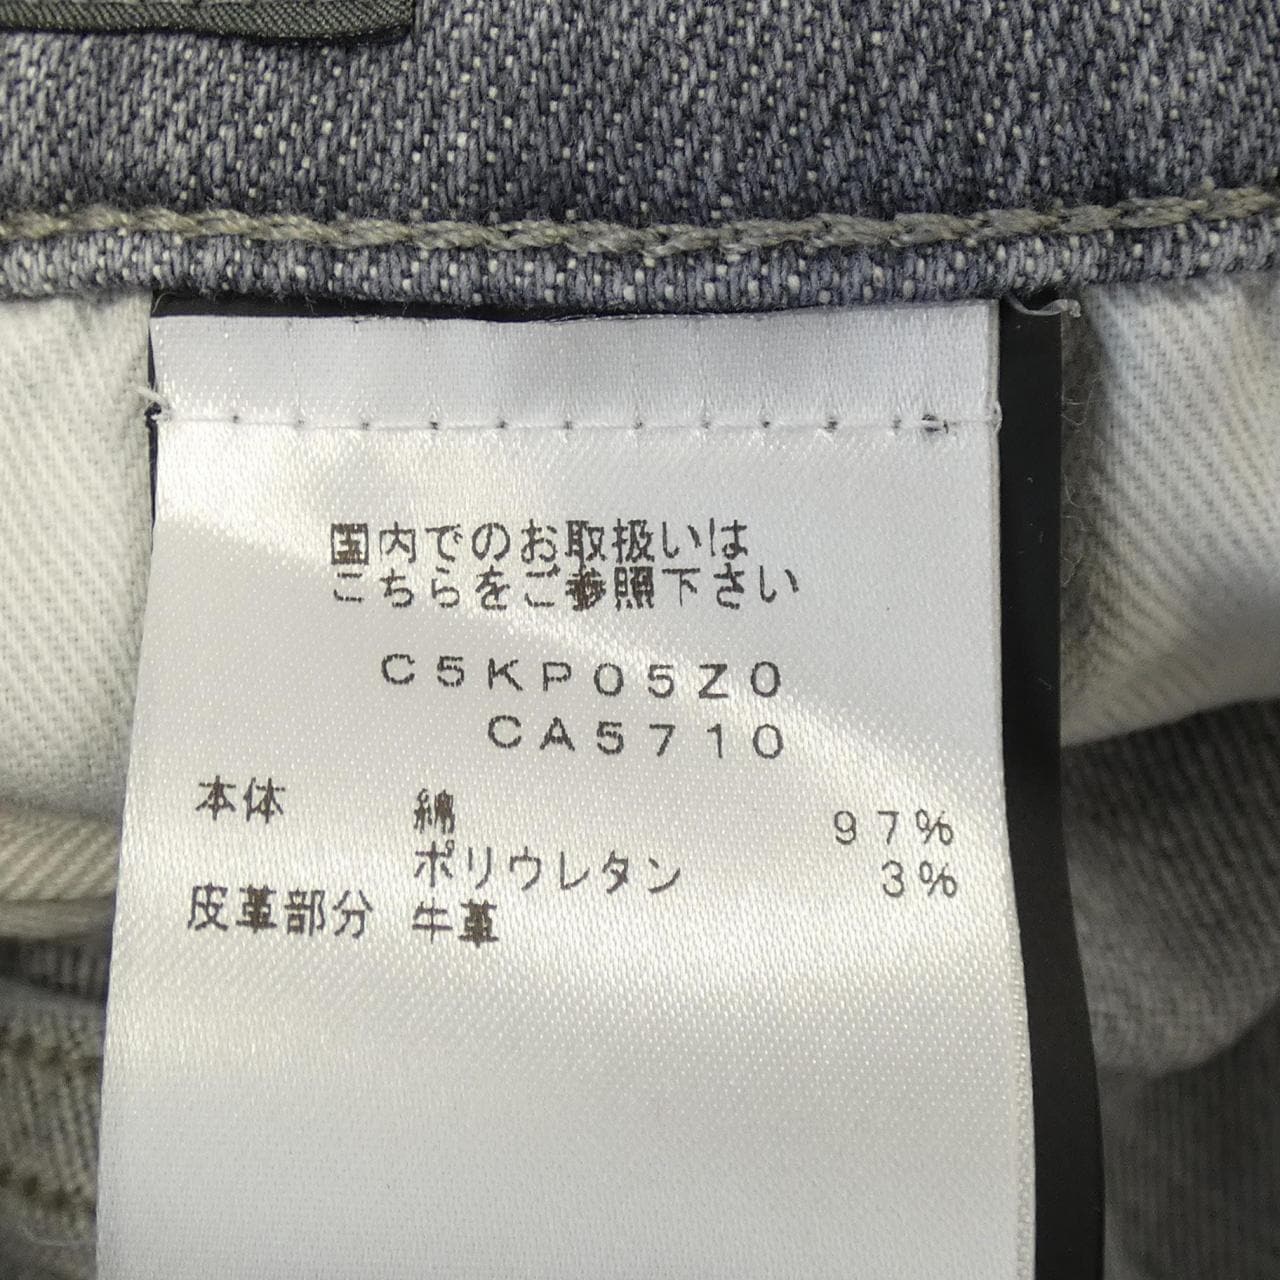 国内でのお取扱いは
こちらをご参照下さい
C5KP05Z0
CA5710
本体 綿 97%
ポリウレタン 3%
皮革部分 牛革